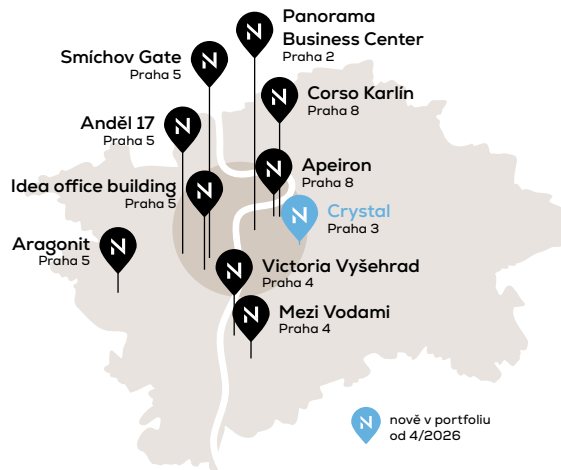 Panorama
Business Center
Praha 2
Smíchov Gate
Praha 5
Corso Karlín
Praha 8
Anděl 17
Praha 5
Apeiron
Praha 8
Idea office building
Praha 5
Crystal
Praha 3
Aragonit
Praha 5
Victoria Vyšehrad
Praha 4
Mezi Vodami
Praha 4
nově v portfoliu
od 4/2026